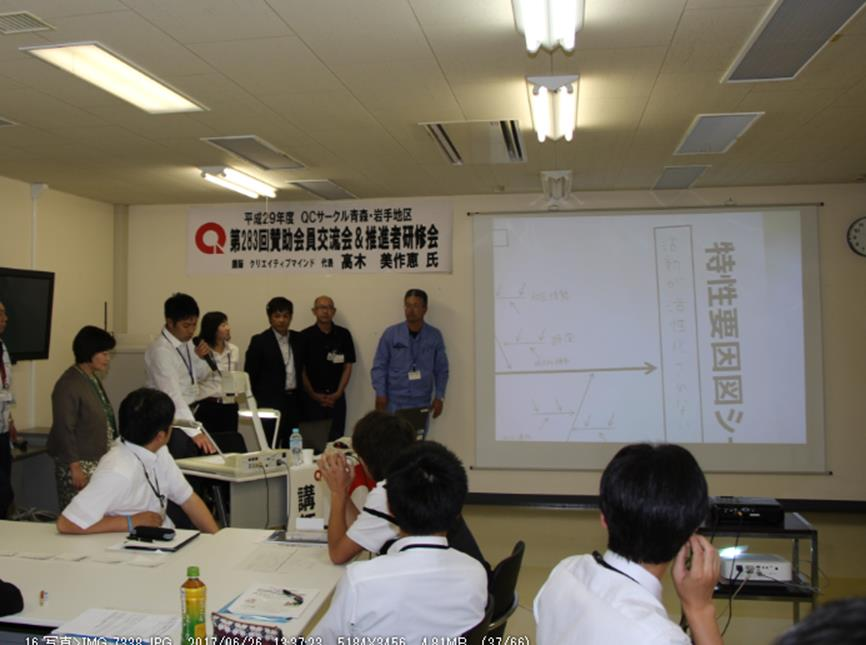 平成29年度 QCサークル青森・岩手地区
第283回賛助会員交流会&推進者研修会
クリエイティブマインド 代表 高木 美作恵 氏
特性要因図シー
講
16 写真>IMG_7338.JPG 2017/06/26 13:37:23 5184X3456 4.81MB (37/66)